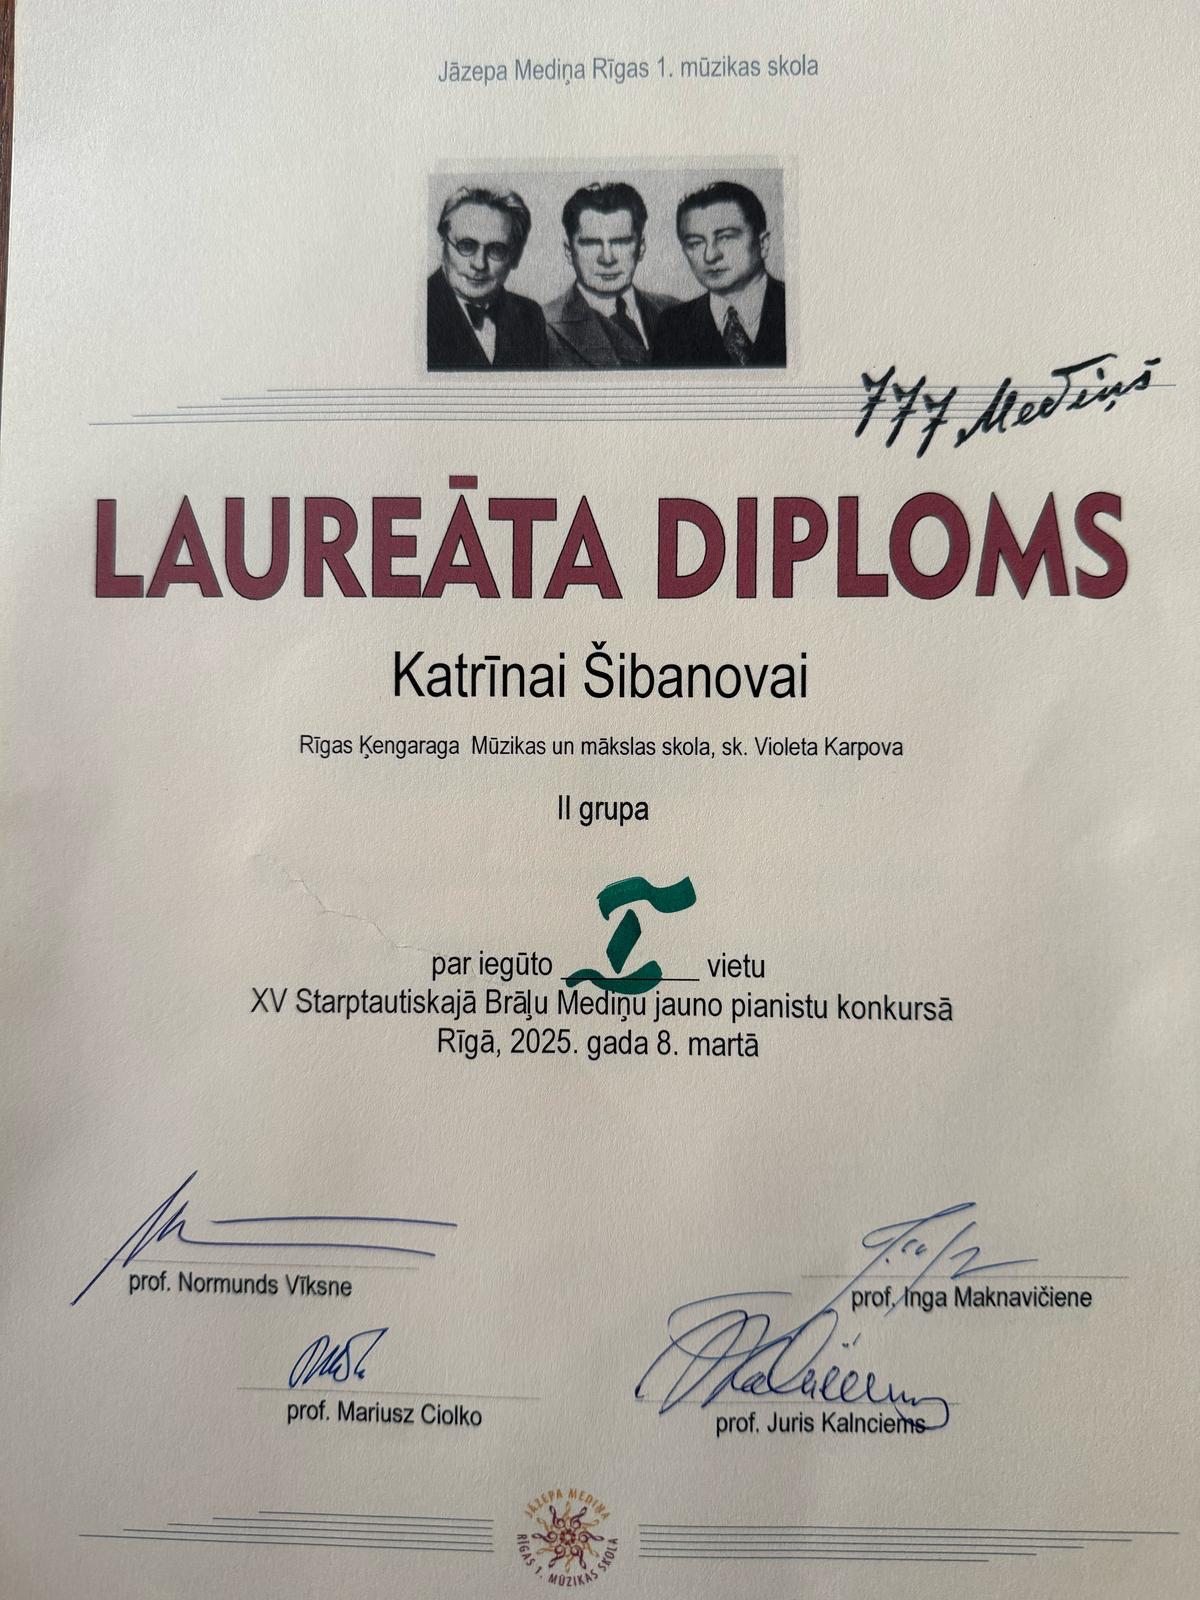 Jāzepa Mediņa Rīgas 1. mūzikas skola
777 Mediņš
LAUREĀTA DIPLOMS
Katrīnai Šibanovai
Rīgas Ķengaraga Mūzikas un mākslas skola, sk. Violeta Karpova
II grupa
par iegūto I vietu
XV Starptautiskajā Brāļu Mediņu jauno pianistu konkursā
Rīgā, 2025. gada 8. martā
prof. Normunds Vīksne
prof. Inga Maknavičiene
prof. Mariusz Ciolko
prof. Juris Kalnciems
JĀZEPA MEDIŅA
RĪGAS 1. MŪZIKAS SKOLA